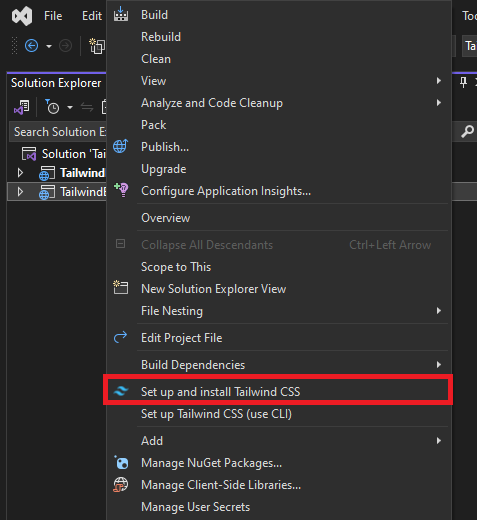 File Edit Build Too
Rebuild
Clean
Solution Explorer View
Analyze and Code Cleanup
Pack
Search Solution E Publish...
Solution 'Tai Upgrade
Tailwind Configure Application Insights...
TailwindE
Overview
Collapse All Descendants Ctrl+Left Arrow
Scope to This
New Solution Explorer View
File Nesting
Edit Project File
Build Dependencies
Set up and install Tailwind CSS
Set up Tailwind CSS (use CLI)
Add
Manage NuGet Packages...
Manage Client-Side Libraries...
Manage User Secrets